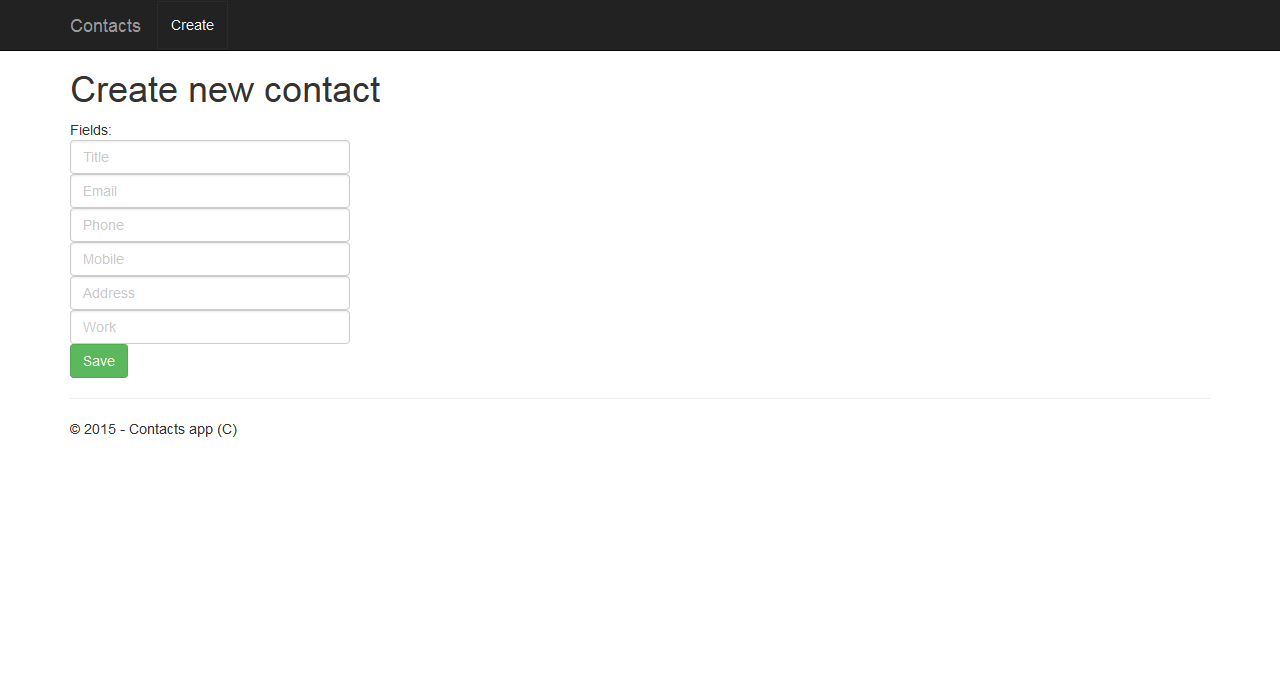 Contacts Create
Create new contact
Fields:
Title
Email
Phone
Mobile
Address
Work
Save
© 2015 - Contacts app (C)